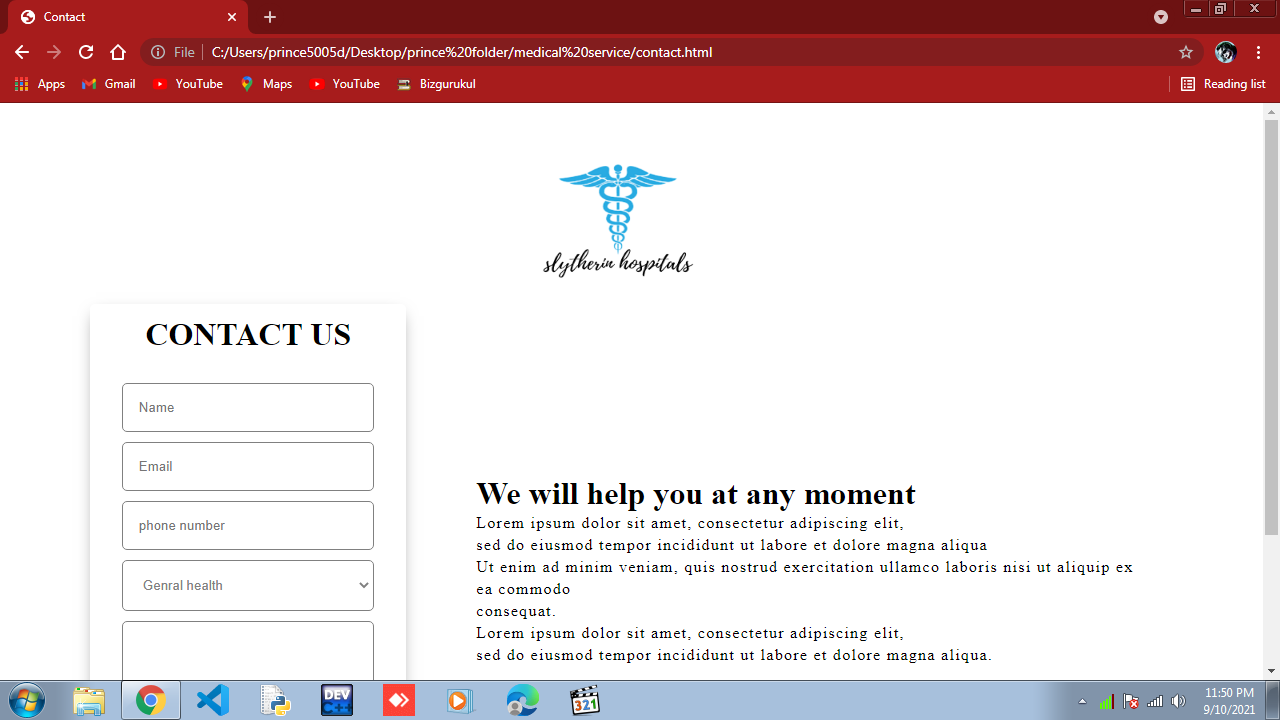 Contact
File
C:/Users/prince5005d/Desktop/prince%20folder/medical%20service/contact.html
Apps
Gmail
YouTube
Maps
YouTube
Bizgurukul
Reading list
slytherin hospitals
CONTACT US
Name
Email
phone number
Genral health
We will help you at any moment
Lorem ipsum dolor sit amet, consectetur adipiscing elit,
sed do eiusmod tempor incididunt ut labore et dolore magna aliqua
Ut enim ad minim veniam, quis nostrud exercitation ullamco laboris nisi ut aliquip ex
ea commodo
consequat.
Lorem ipsum dolor sit amet, consectetur adipiscing elit,
sed do eiusmod tempor incididunt ut labore et dolore magna aliqua.
DEV
C++
321
11:50 PM
9/10/2021